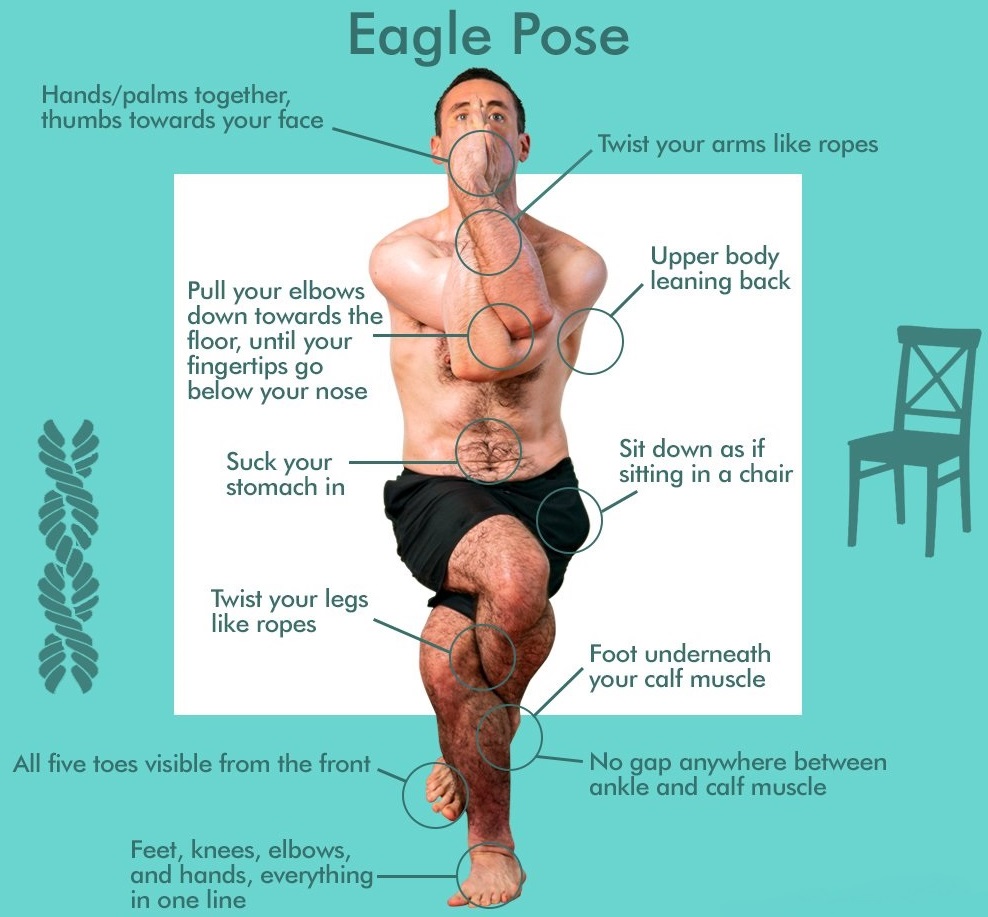 Eagle Pose
Hands/palms together,
thumbs towards your face
Twist your arms like ropes
Upper body
leaning back
Pull your elbows
down towards the
floor, until your
fingertips go
below your nose
Suck your
stomach in
Sit down as if
sitting in a chair
Twist your legs
like ropes
Foot underneath
your calf muscle
All five toes visible from the front
No gap anywhere between
ankle and calf muscle
Feet, knees, elbows,
and hands, everything
in one line